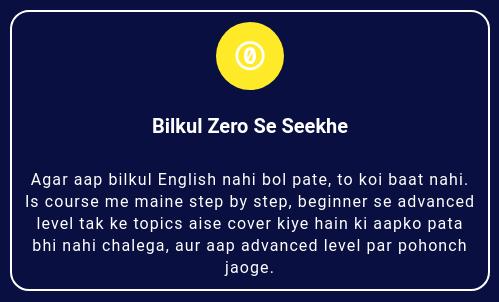 0
Bilkul Zero Se Seekhe
Agar aap bilkul English nahi bol pate, to koi baat nahi.
Is course me maine step by step, beginner se advanced
level tak ke topics aise cover kiye hain ki aapko pata
bhi nahi chalega, aur aap advanced level par pohonch
jaoge.